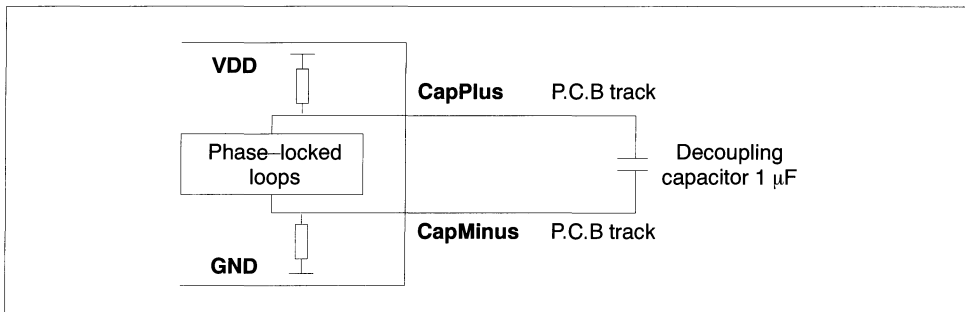 VDD
CapPlus P.C.B track
Phase–locked
loops
Decoupling
capacitor 1 µF
CapMinus P.C.B track
GND